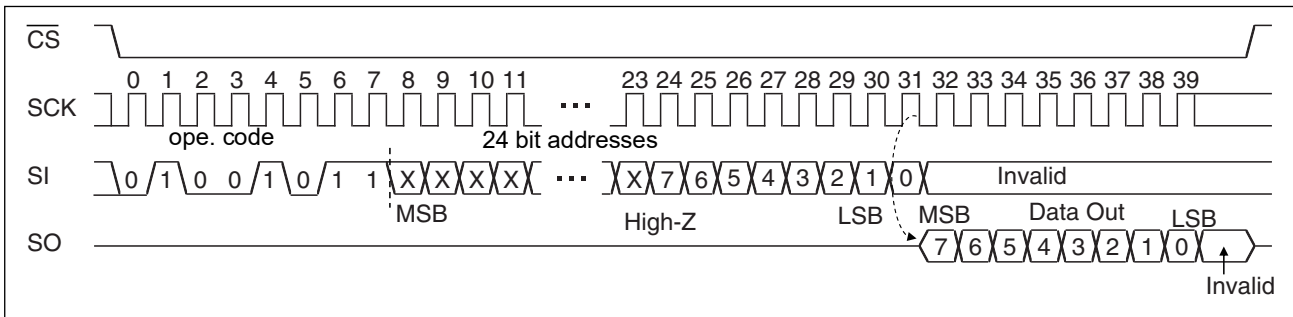 CS
0 1 2 3 4 5 6 7 8 9 10 11 23 24 25 26 27 28 29 30 31 32 33 34 35 36 37 38 39
SCK ...
ope. code 24 bit addresses
SI 0 1 0 0 1 0 1 1 X X X X ... X 7 6 5 4 3 2 1 0 Invalid
MSB High-Z LSB MSB Data Out LSB
SO 7 6 5 4 3 2 1 0
Invalid